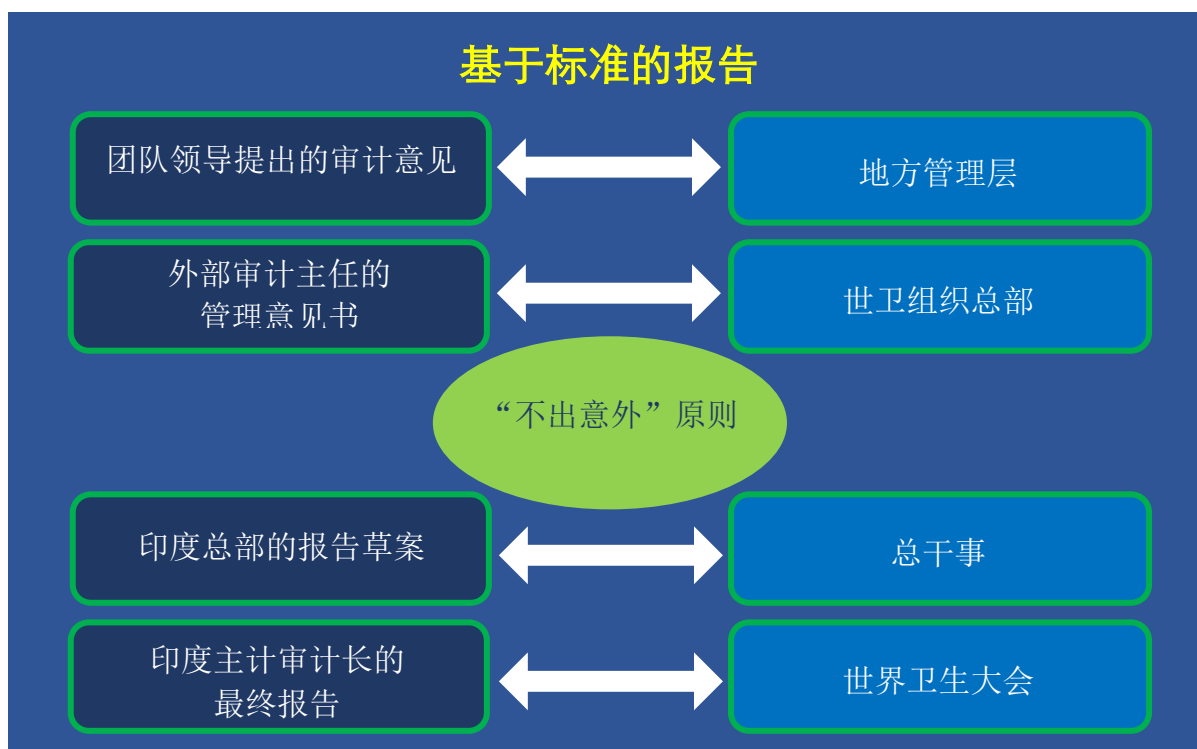 基于标准的报告
团队领导提出的审计意见
地方管理层
外部审计主任的
管理意见书
世卫组织总部
“不出意外”原则
印度总部的报告草案
总干事
印度主计审计长的
最终报告
世界卫生大会